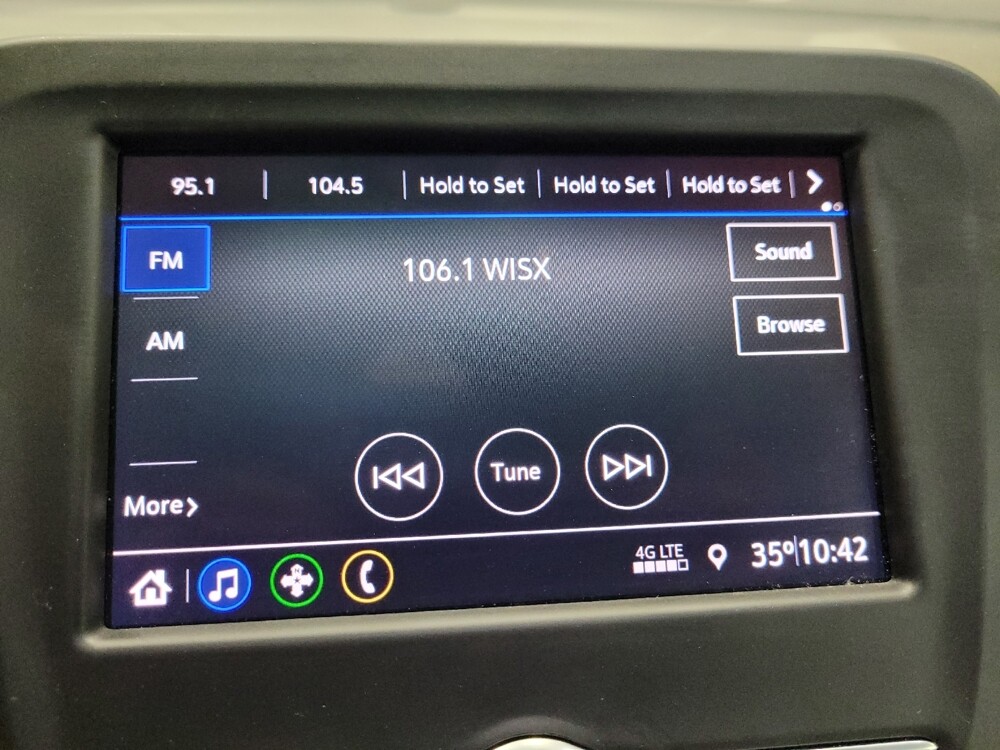 95.1 104.5 Hold to Set Hold to Set Hold to Set
FM
106.1 WISX
Sound
Browse
AM
Tune
More
4G LTE
35° 10:42